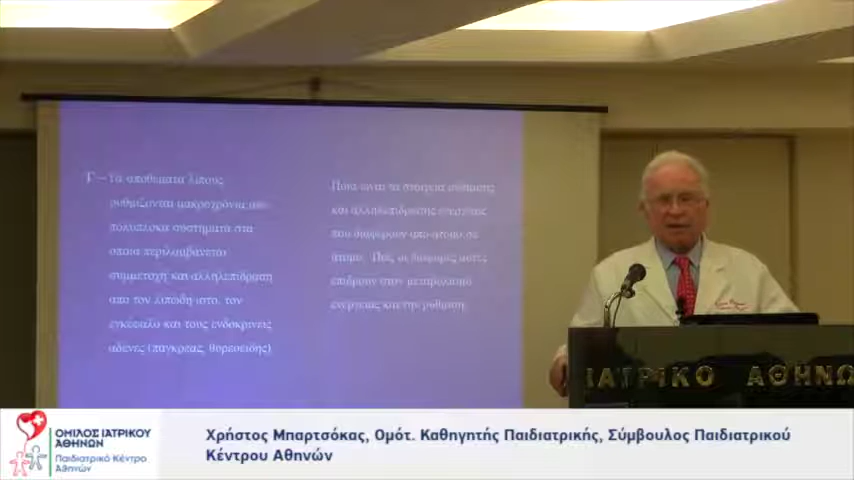 Γ – Τα αποθέματα λίπους
ρυθμίζονται μακροχρόνια από
πολύπλοκα συστήματα στα
οποία περιλαμβάνεται
συμμετοχή και αλληλεπίδραση
από τον λιπώδη ιστό, τον
εγκέφαλο και τους ενδοκρινείς
αδένες (πάγκρεας, θυρεοειδής)
Ποια είναι τα στοιχεία
και αλληλεπίδρασης ενέργειας
που διαφέρουν από άτομο σε
άτομο. Πώς οι διαφορές αυτές
επιδρούν στον μεταβολισμό
ενέργειας και την ρύθμιση
ΙΑΤΡΙΚΟ ΑΘΗΝΩ
ΟΜΙΛΟΣ ΙΑΤΡΙΚΟΥ
ΑΘΗΝΩΝ
Παιδιατρικό Κέντρο
Αθηνών
Χρήστος Μπαρτσόκας, Ομότ. Καθηγητής Παιδιατρικής, Σύμβουλος Παιδιατρικού
Κέντρου Αθηνών